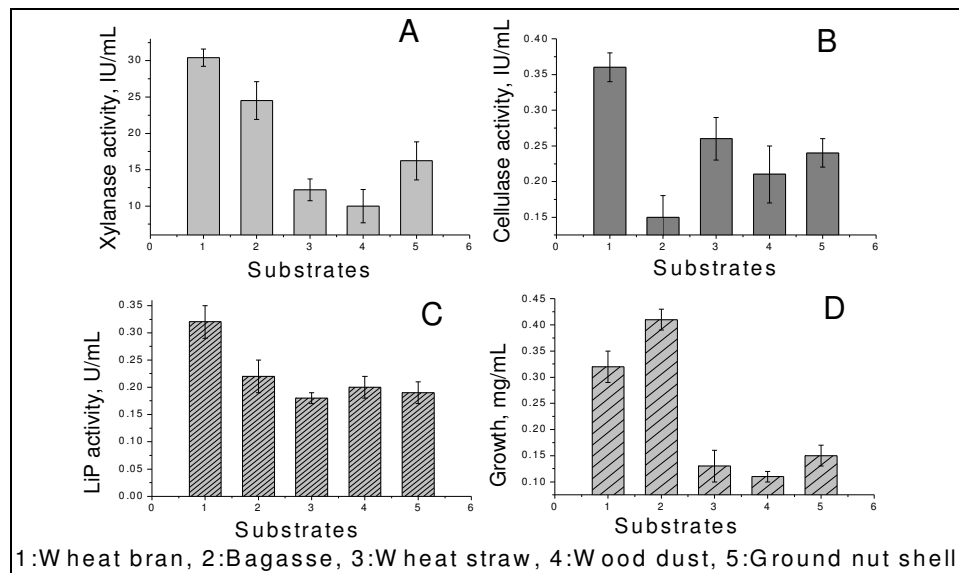 A
Xylanase activity, IU/mL
30
25
20
15
10
0 1 2 3 4 5 6
Substrates
B
Cellulase activity, IU/mL
0.40
0.35
0.30
0.25
0.20
0.15
0 1 2 3 4 5 6
Substrates
C
LiP activity, U/mL
0.35
0.30
0.25
0.20
0.15
0.10
0.05
0.00
0 1 2 3 4 5 6
Substrates
D
Growth, mg/mL
0.45
0.40
0.35
0.30
0.25
0.20
0.15
0.10
0 1 2 3 4 5 6
Substrates
1:Wheat bran, 2:Bagasse, 3:Wheat straw, 4:Wood dust, 5:Ground nut shell